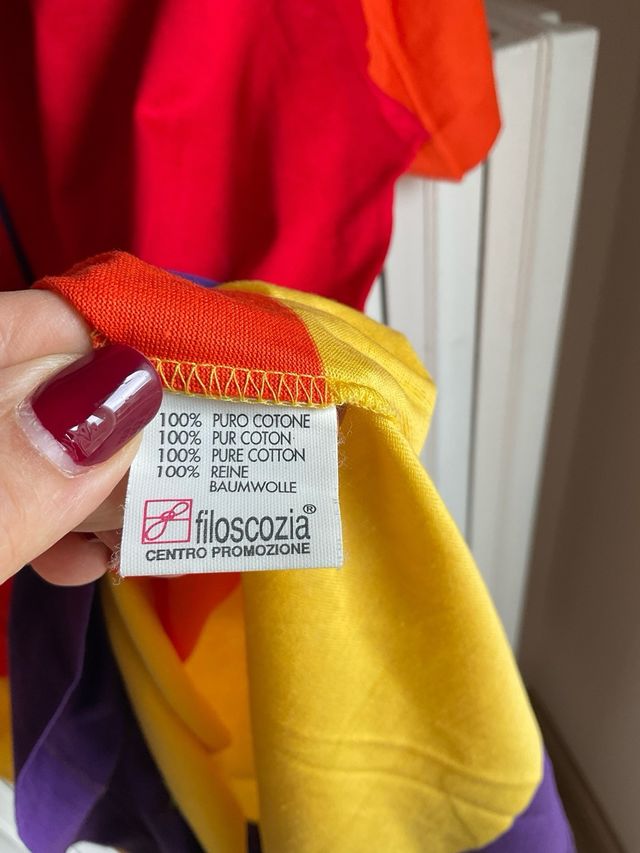 100% PURO COTONE
100% PUR COTON
100% PURE COTTON
100% REINE
BAUMWOLLE
filoscozia®
CENTRO PROMOZIONE